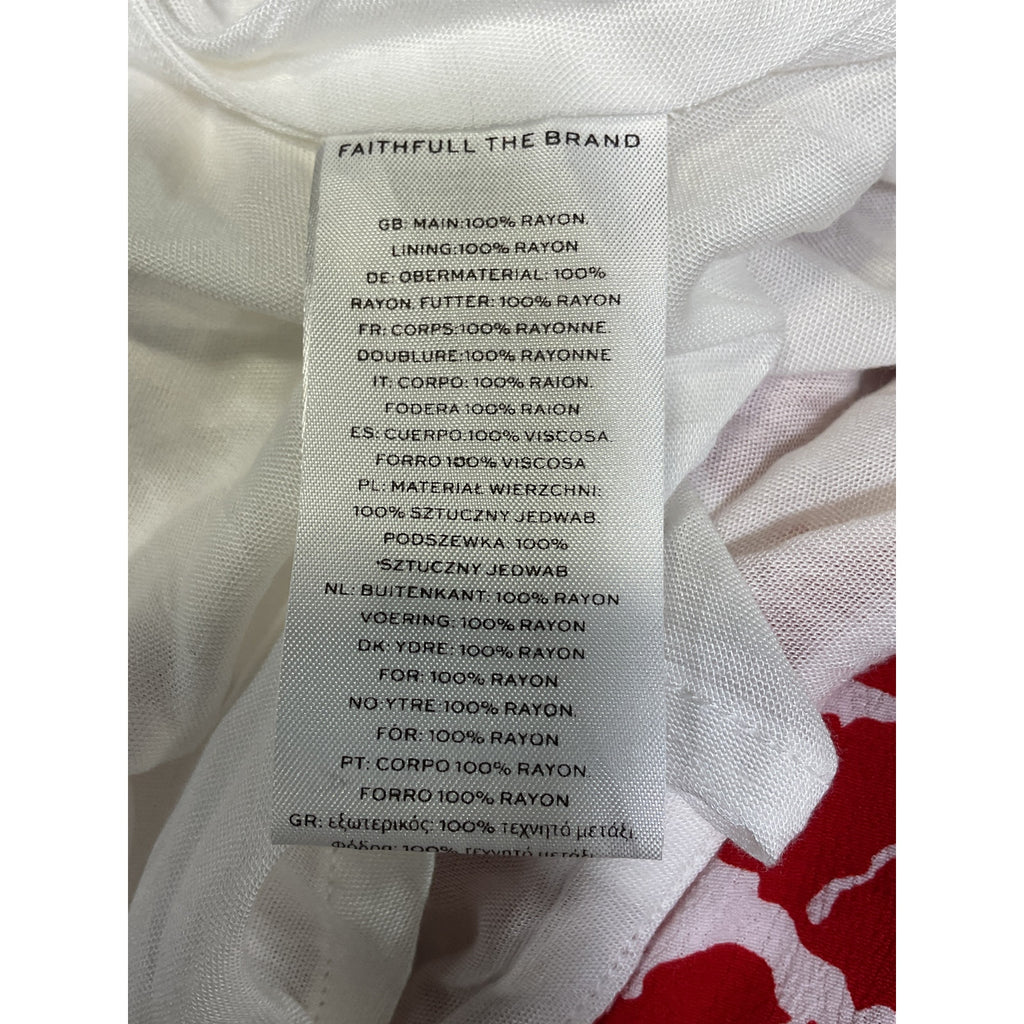 FAITHFULL THE BRAND
GB: MAIN:100% RAYON.
LINING:100% RAYON
DE: OBERMATERIAL: 100%
RAYON. FUTTER: 100% RAYON
FR: CORPS:100% RAYONNE.
DOUBLURE:100% RAYONNE
IT: CORPO: 100% RAION.
FODERA 100% RAION
ES: CUERPO:100% VISCOSA
FORRO 100% VISCOSA
PL: MATERIAŁ WIERZCHNI:
100% SZTUCZNY JEDWAB.
PODSZEWKA: 100%
SZTUCZNY JEDWAB
NL: BUITENKANT: 100% RAYON
VOERING: 100% RAYON
DK: YDRE: 100% RAYON
FOR: 100% RAYON
NO:YTRE 100% RAYON.
FÓR: 100% RAYON
PT: CORPO 100% RAYON.
FORRO 100% RAYON
GR: εξωτερικός: 100% τεχνητό μετάξι.
Φόδρα: 100% τεχνητό μετάξι